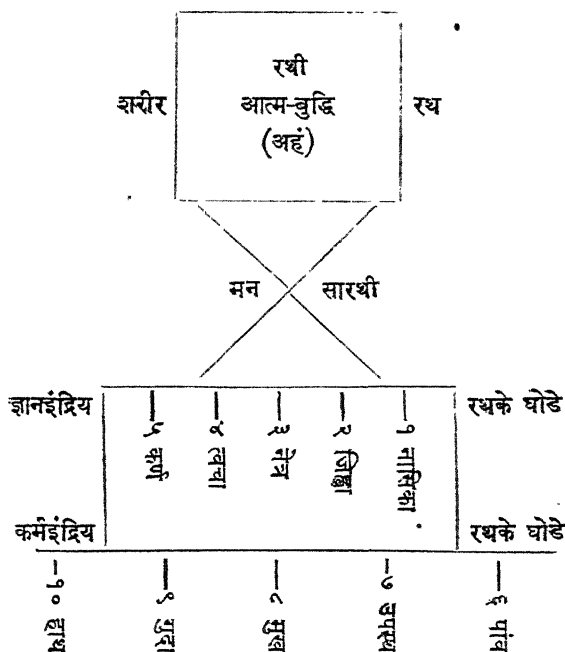 रथी
शरीर आत्म-बुद्धि रथ
(अहं)
मन सारथी
ज्ञानइंद्रिय रथके घोडे
५ कर्ण
४ त्वचा
३ नेत्र
२ जिह्वा
१ नासिका
कर्मइंद्रिय रथके घोडे
१० हाथ
९ गुदा
८ मुख
७ उपस्थ
६ पांव